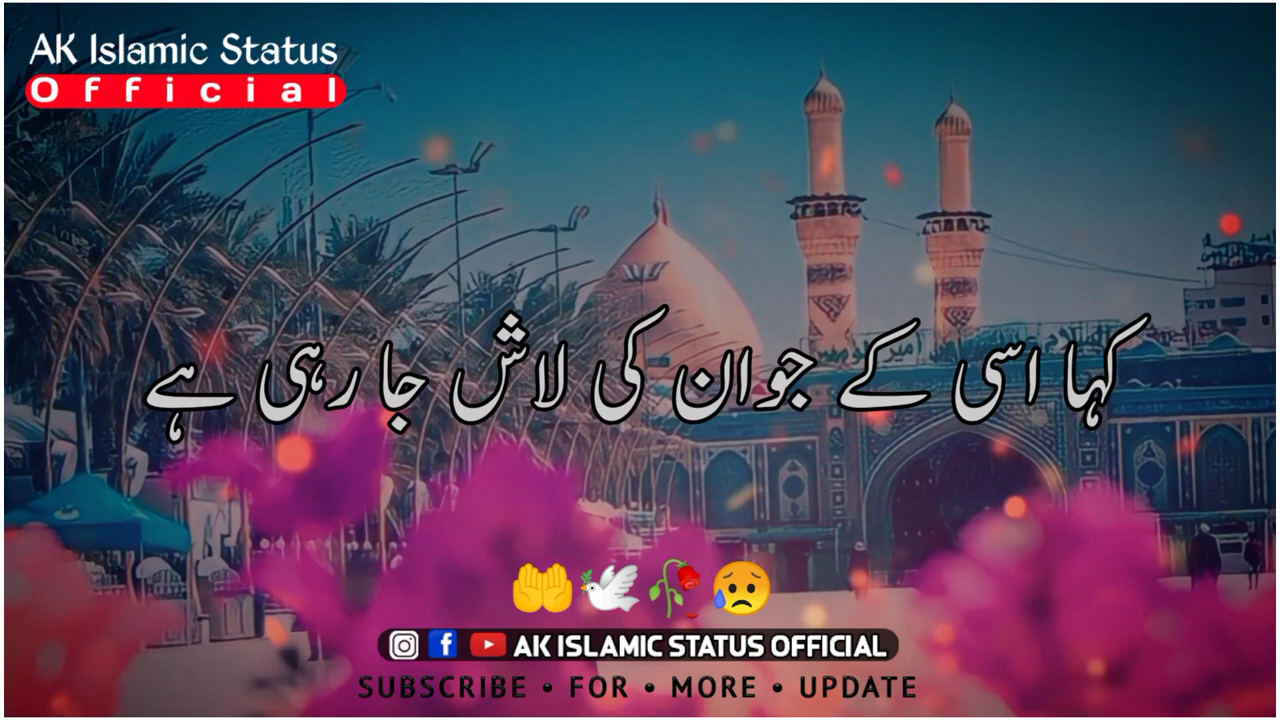 AK Islamic Status
Official
کہا اسی کے جوان کی لاش جا رہی ہے
🤲🕊️🥀😥
AK ISLAMIC STATUS OFFICIAL
SUBSCRIBE • FOR • MORE • UPDATE